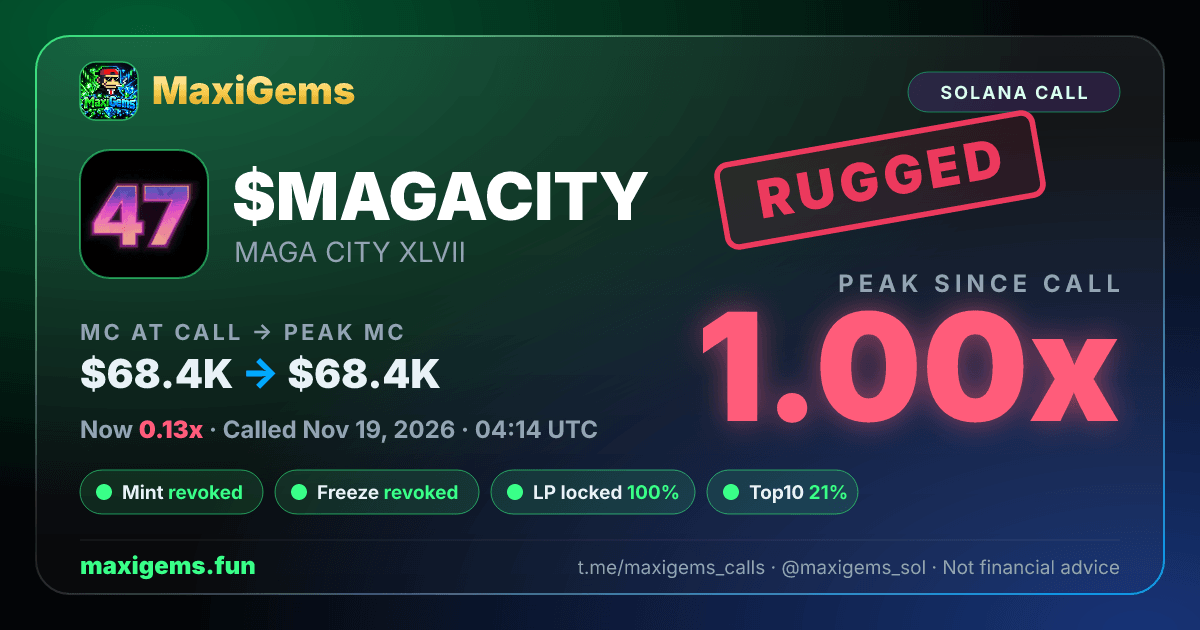 MaxiGems
MaxiGems
SOLANA CALL
RUGGED
47
$MAGACITY
MAGA CITY XLVII
PEAK SINCE CALL
1.00x
MC AT CALL → PEAK MC
$68.4K → $68.4K
Now 0.13x · Called Nov 19, 2026 · 04:14 UTC
Mint revoked
Freeze revoked
LP locked 100%
Top10 21%
maxigems.fun
t.me/maxigems_calls · @maxigems_sol · Not financial advice